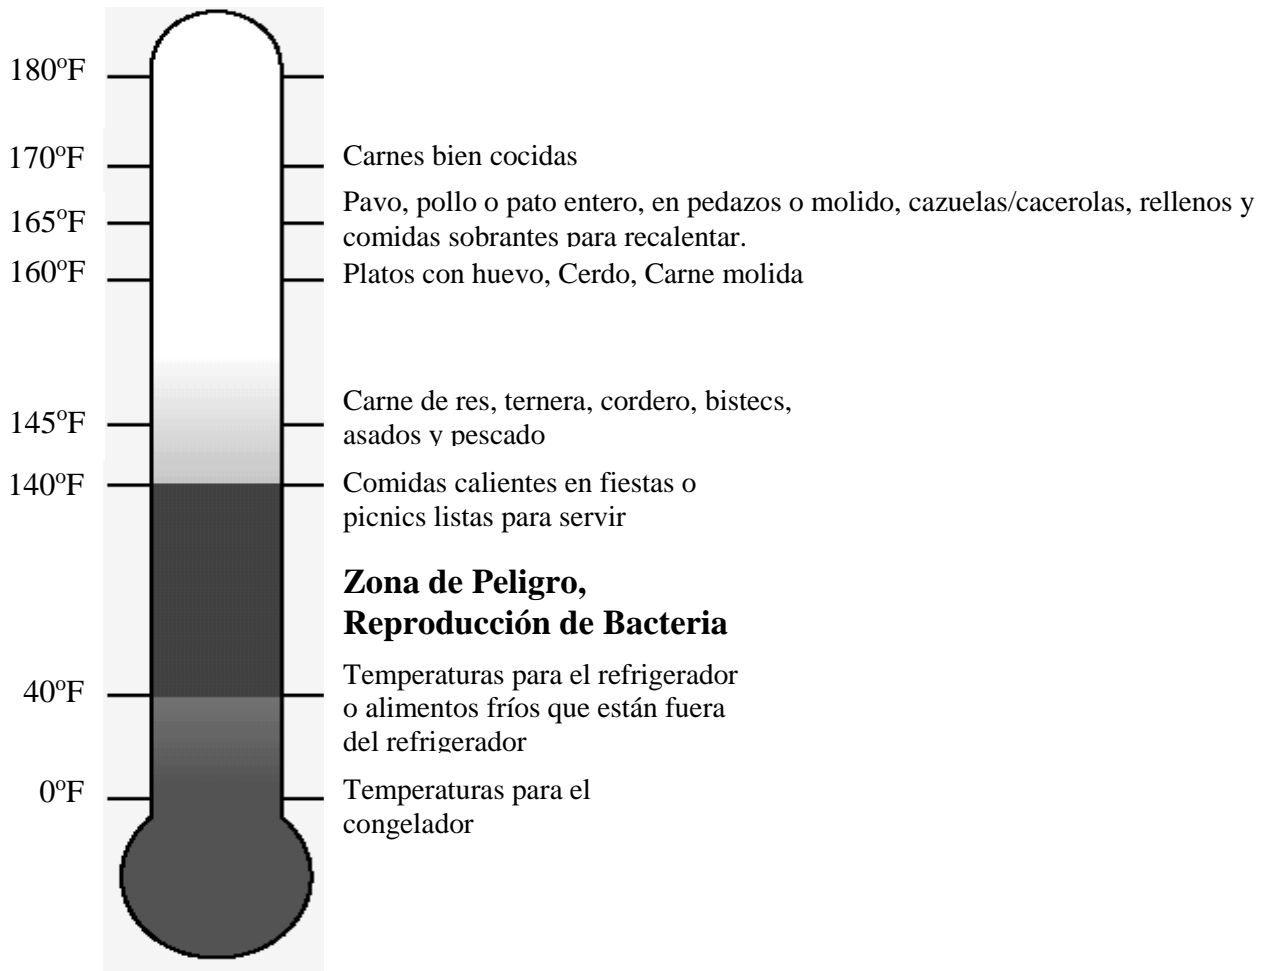 180ºF
170ºF Carnes bien cocidas
Pavo, pollo o pato entero, en pedazos o molido, cazuelas/cacerolas, rellenos y
165ºF
comidas sobrantes para recalentar.
160ºF Platos con huevo, Cerdo, Carne molida
Carne de res, ternera, cordero, bistecs,
145ºF
asados y pescado
140ºF Comidas calientes en fiestas o
picnics listas para servir
Zona de Peligro,
Reproducción de Bacteria
Temperaturas para el refrigerador
40ºF
o alimentos fríos que están fuera
del refrigerador
0ºF Temperaturas para el
congelador